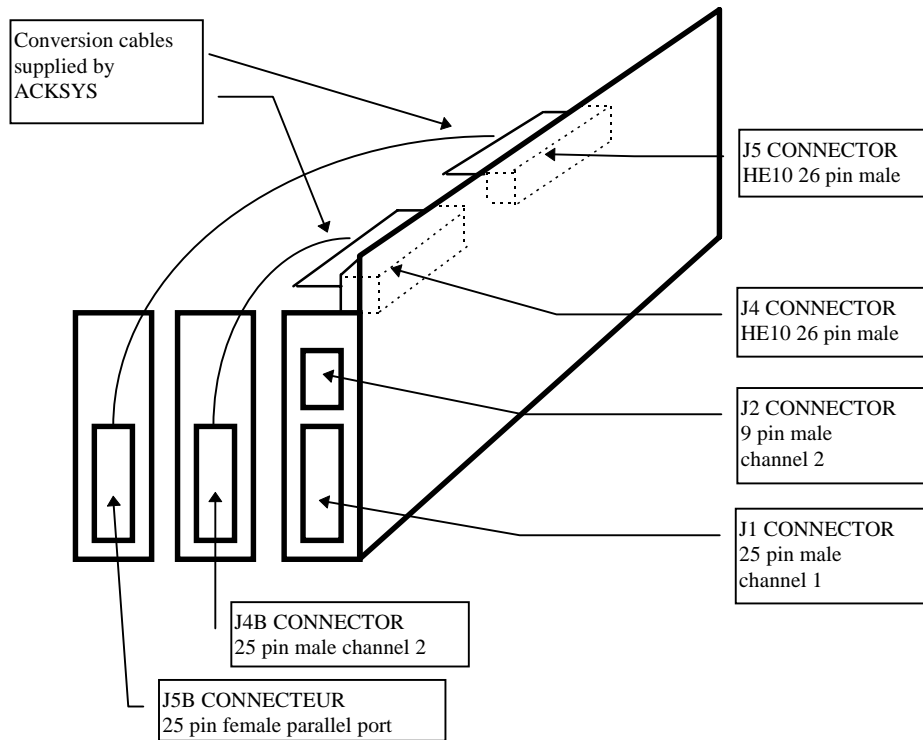 Conversion cables
supplied by
ACKSYS
J5 CONNECTOR
HE10 26 pin male
J4 CONNECTOR
HE10 26 pin male
J2 CONNECTOR
9 pin male
channel 2
J1 CONNECTOR
25 pin male
channel 1
J4B CONNECTOR
25 pin male channel 2
J5B CONNECTEUR
25 pin female parallel port